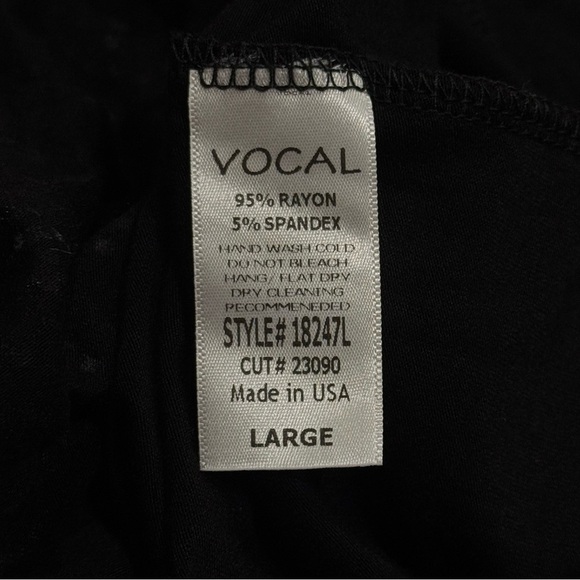 VOCAL
95% RAYON
5% SPANDEX
HAND WASH COLD
DO NOT BLEACH
HANG/ FLAT DRY
DRY CLEANING
RECOMMENEDED
STYLE# 18247L
CUT# 23090
Made in USA
LARGE